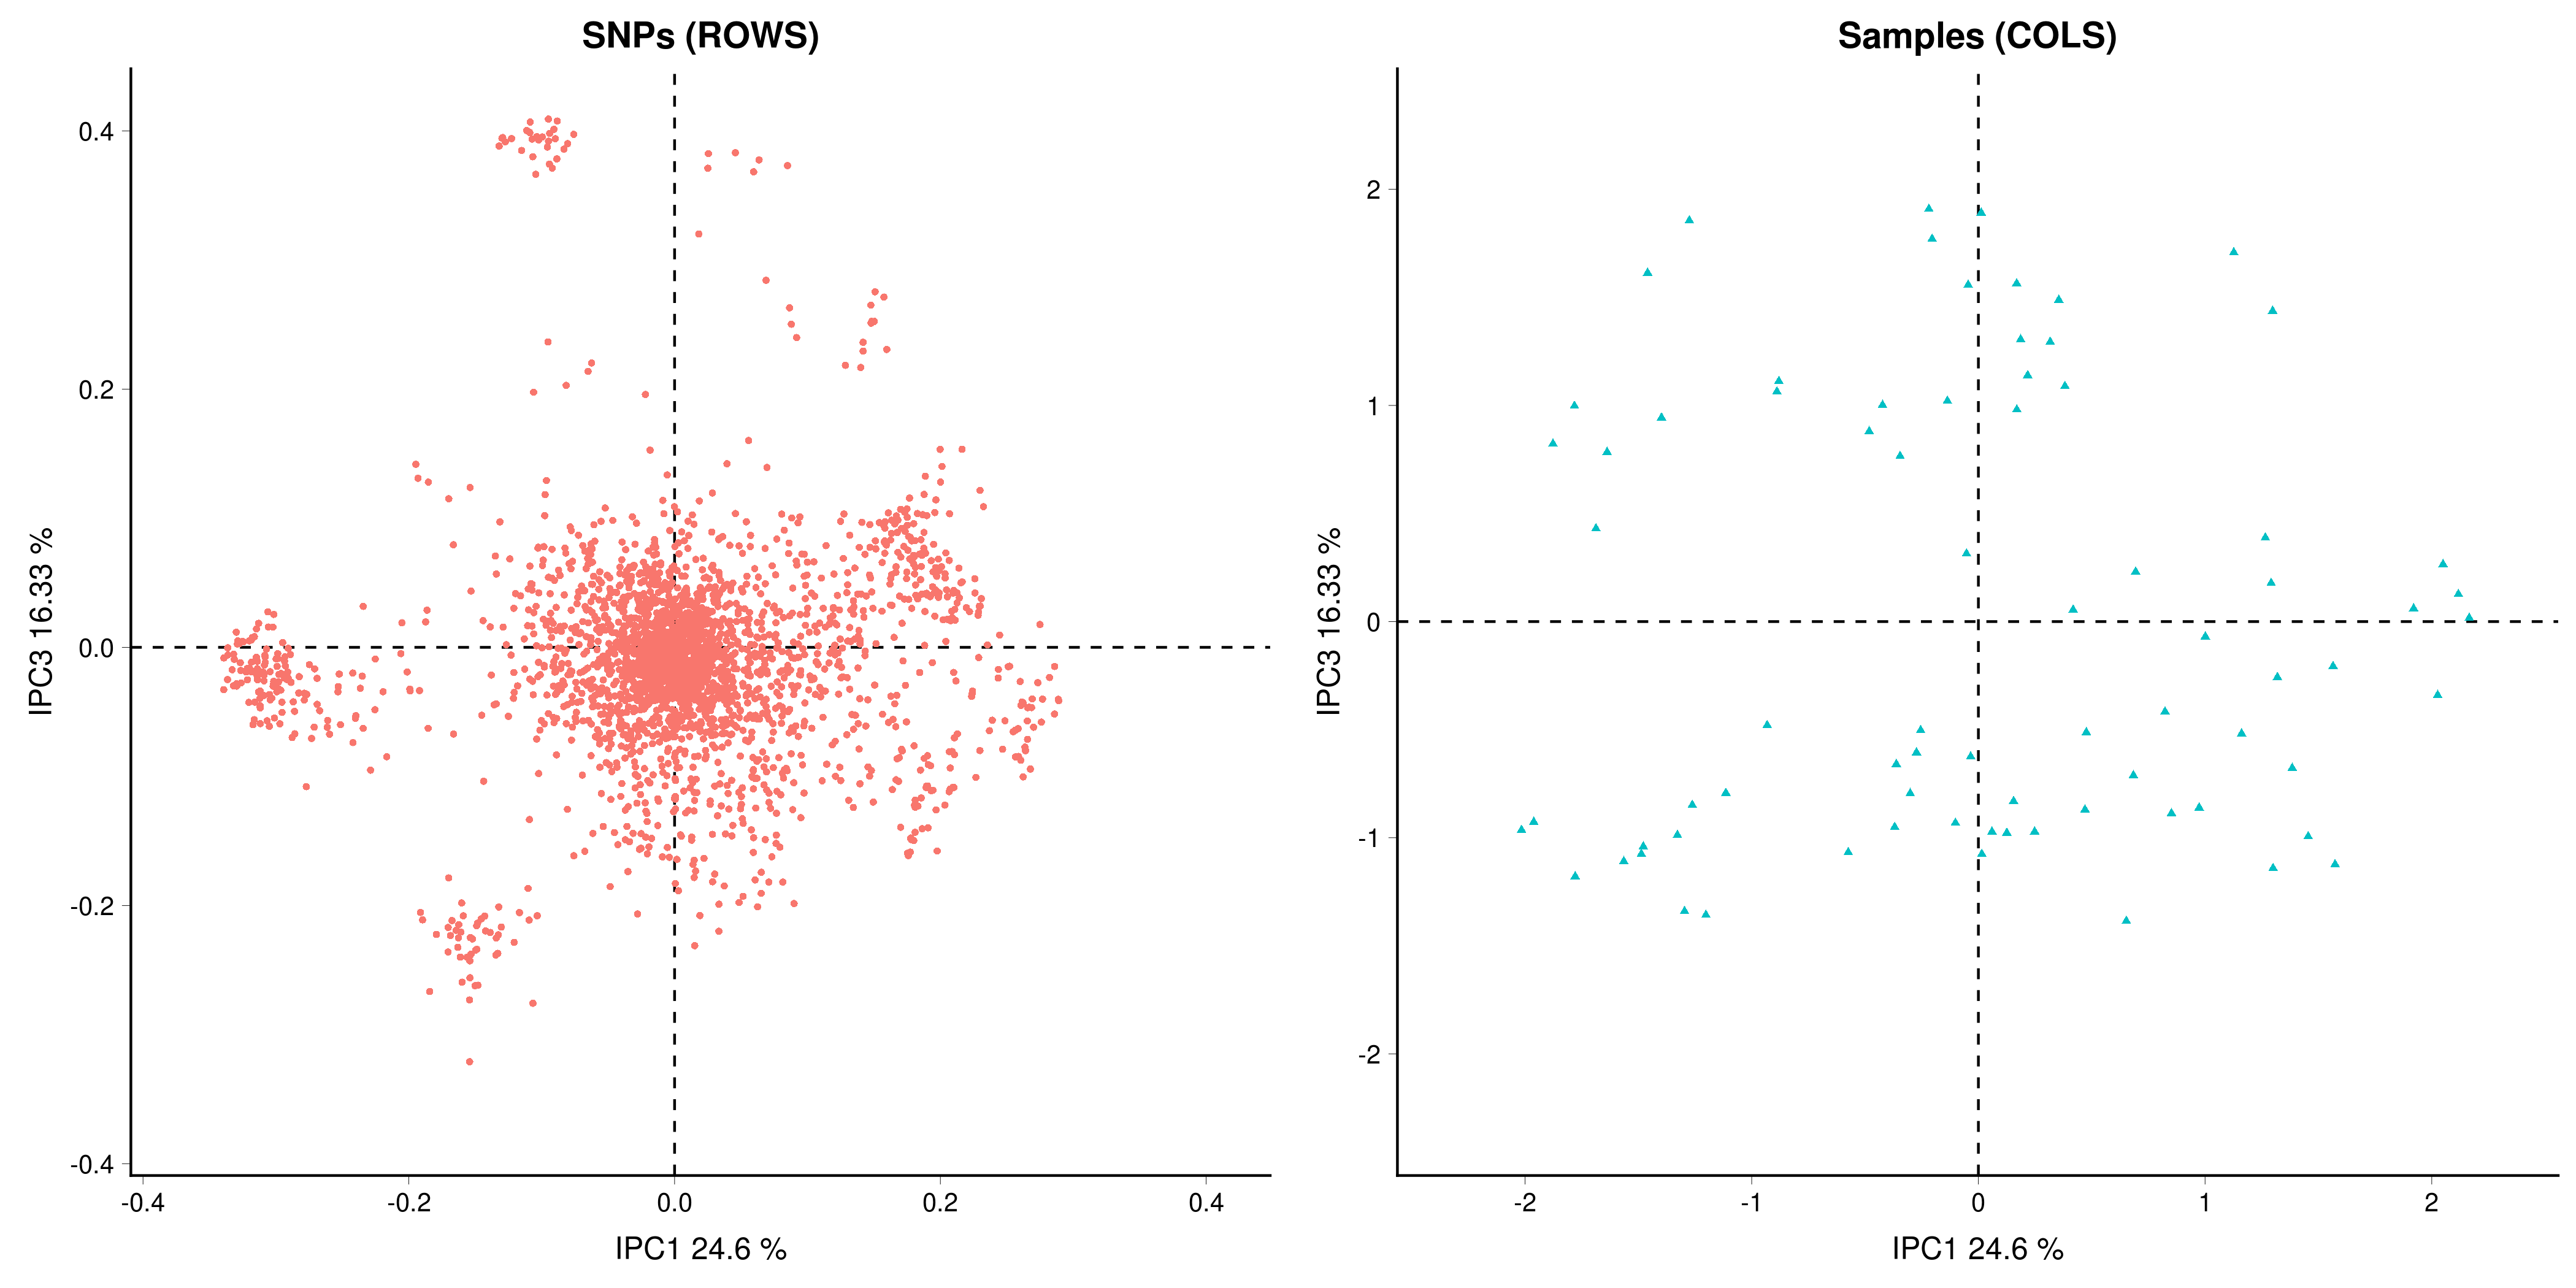 SNPs (ROWS)
0.4
0.2
0.0
-0.2
-0.4
IPC3 16.33 %
-0.4 -0.2 0.0 0.2 0.4
IPC1 24.6 %
Samples (COLS)
2
1
0
-1
-2
IPC3 16.33 %
-2 -1 0 1 2
IPC1 24.6 %